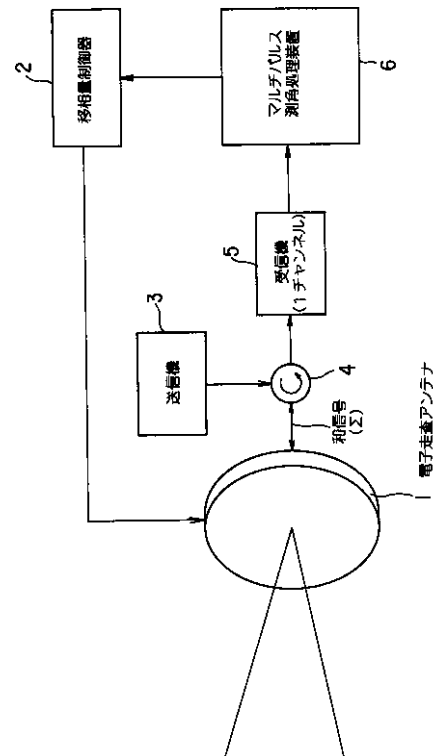 2
移相量制御器
3
送信機
5
受信機
(1チャンネル)
マルチパルス
測角処理装置
6
4
和信号
(Σ)
1 電子走査アンテナ